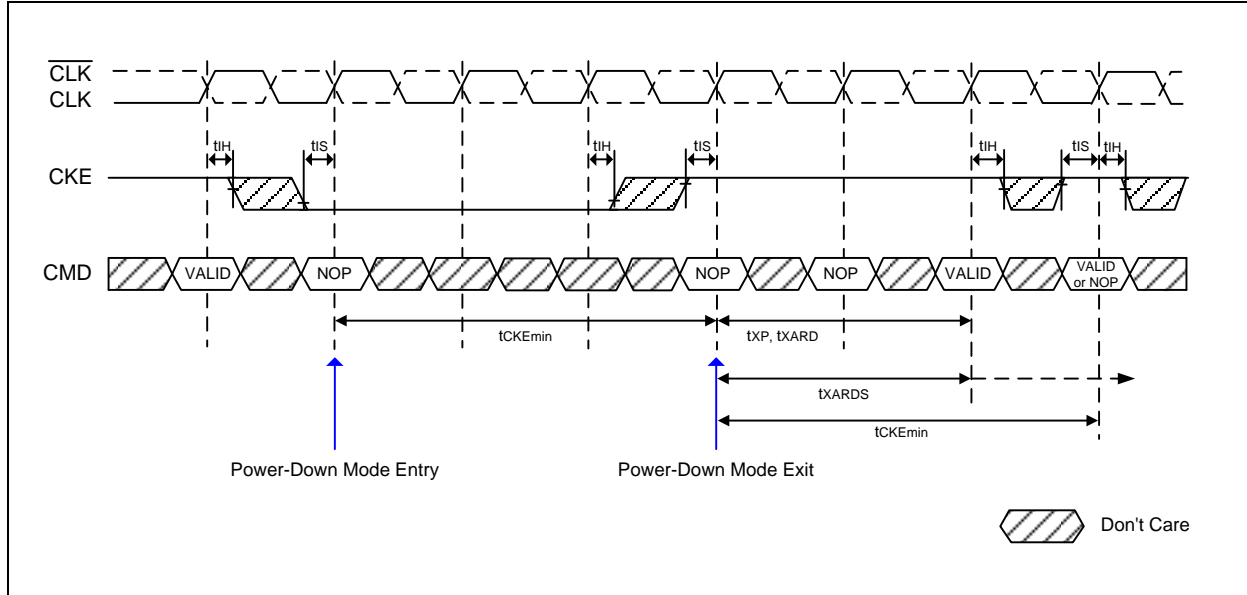 CLK
CLK
tIH tIS tIH tIS tIH tIS tIH
CKE
CMD VALID NOP NOP NOP VALID VALID or NOP
tCKEmin tXP, tXARD
tXARDS
tCKEmin
Power-Down Mode Entry Power-Down Mode Exit
Don't Care